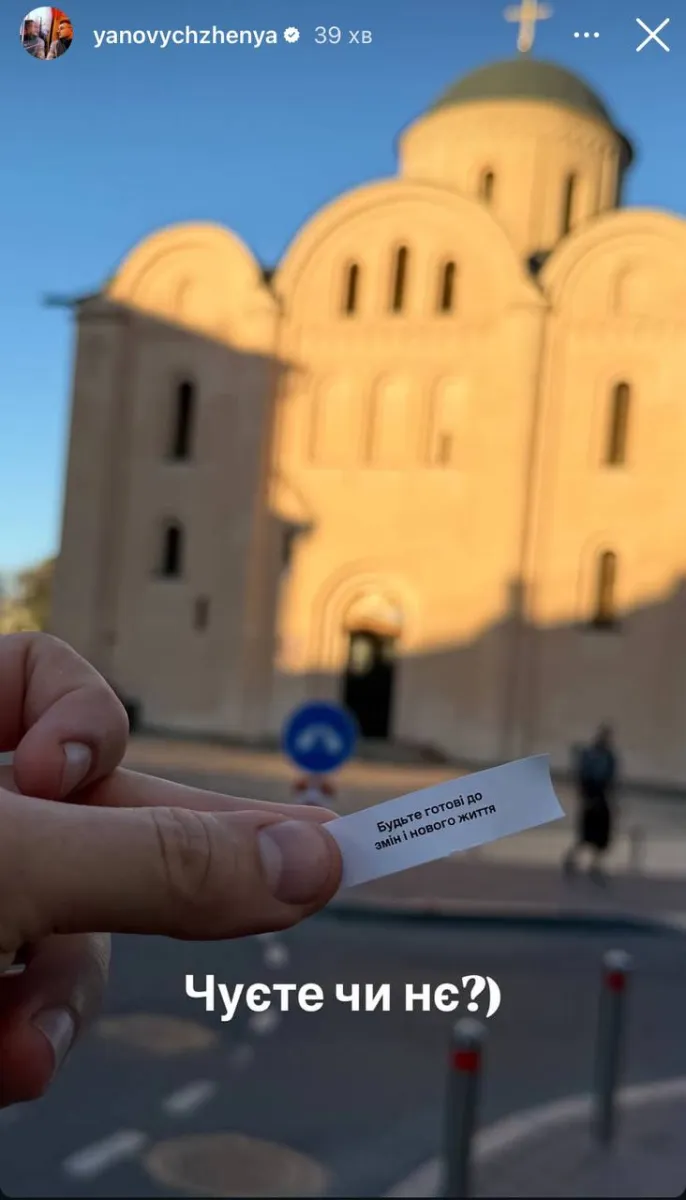 yanovychzhenya 39 хв
Будьте готові до
змін і нового життя
Чуєте чи нє?)